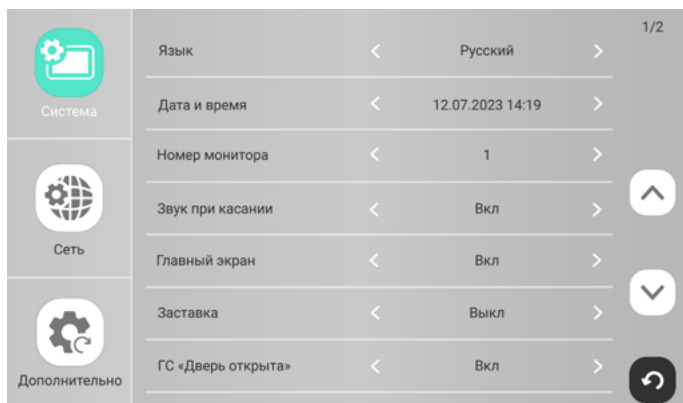 1/2
Система
Сеть
Дополнительно
Язык Русский
Дата и время 12.07.2023 14:19
Номер монитора 1
Звук при касании Вкл
Главный экран Вкл
Заставка Выкл
ГС «Дверь открыта» Вкл